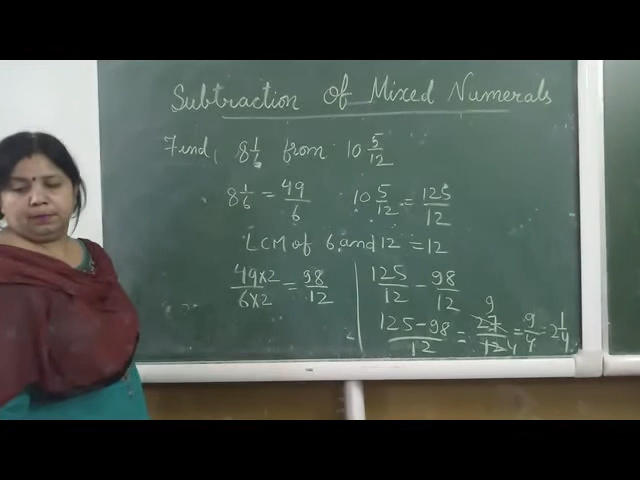 Subtraction of Mixed Numerals
Find, 8 1/6 from 10 5/12
8 1/6 = 49/6 10 5/12 = 125/12
LCM of 6 and 12 = 12
49×2/6×2 = 98/12
125/12 - 98/12
125-98/12 = 27/12 9 4 = 9/4 = 2 1/4